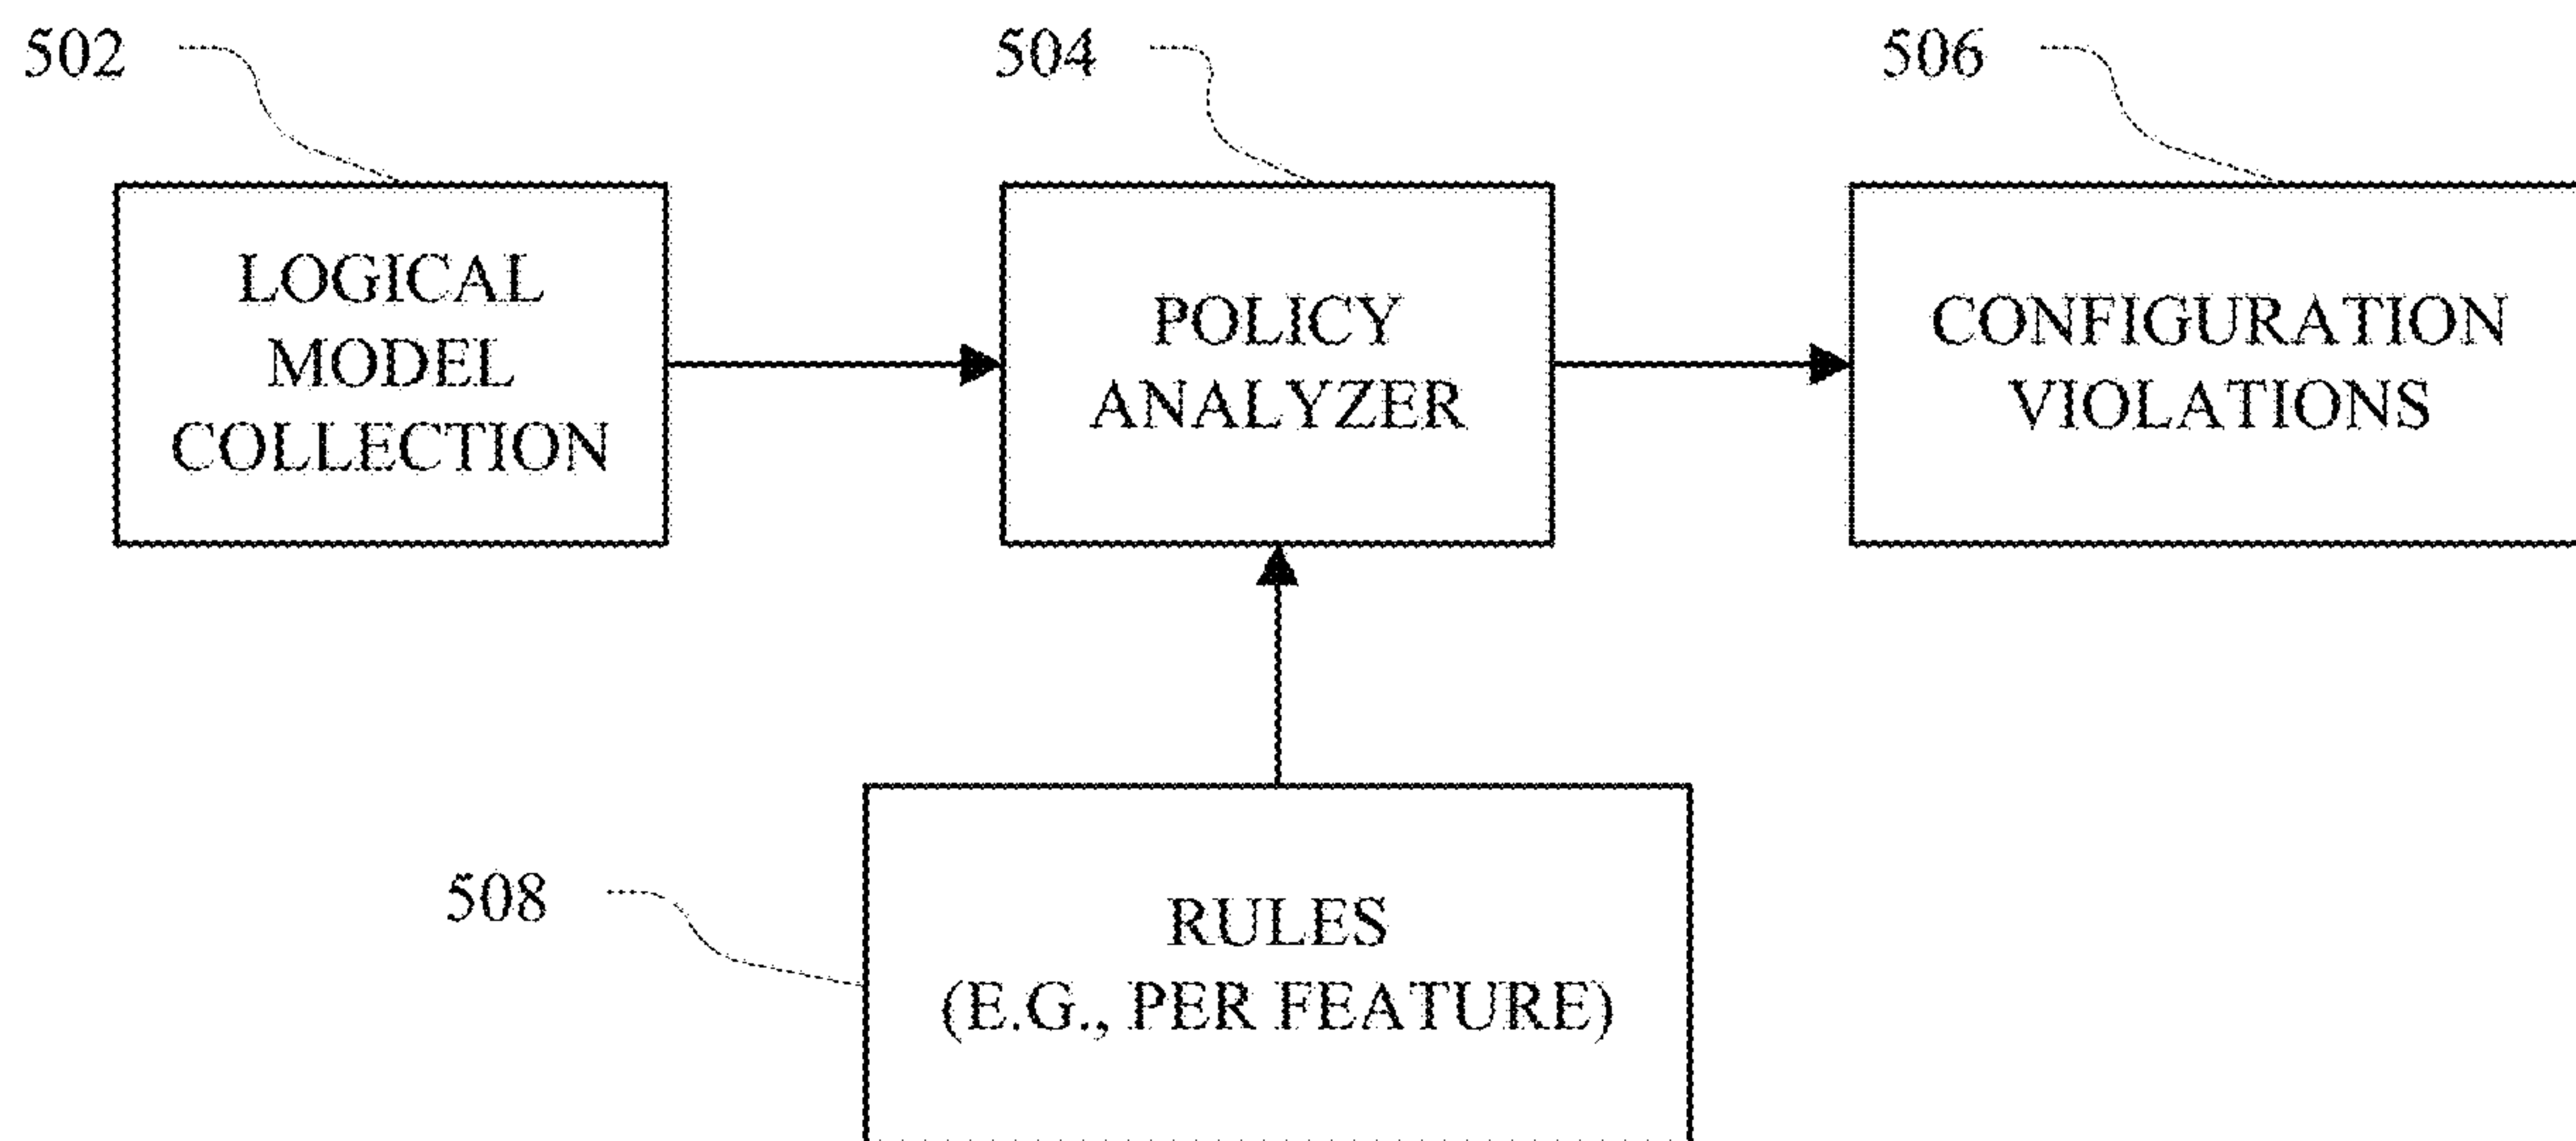 502
504
506
LOGICAL
MODEL
COLLECTION
POLICY
ANALYZER
CONFIGURATION
VIOLATIONS
508
RULES
(E.G., PER FEATURE)